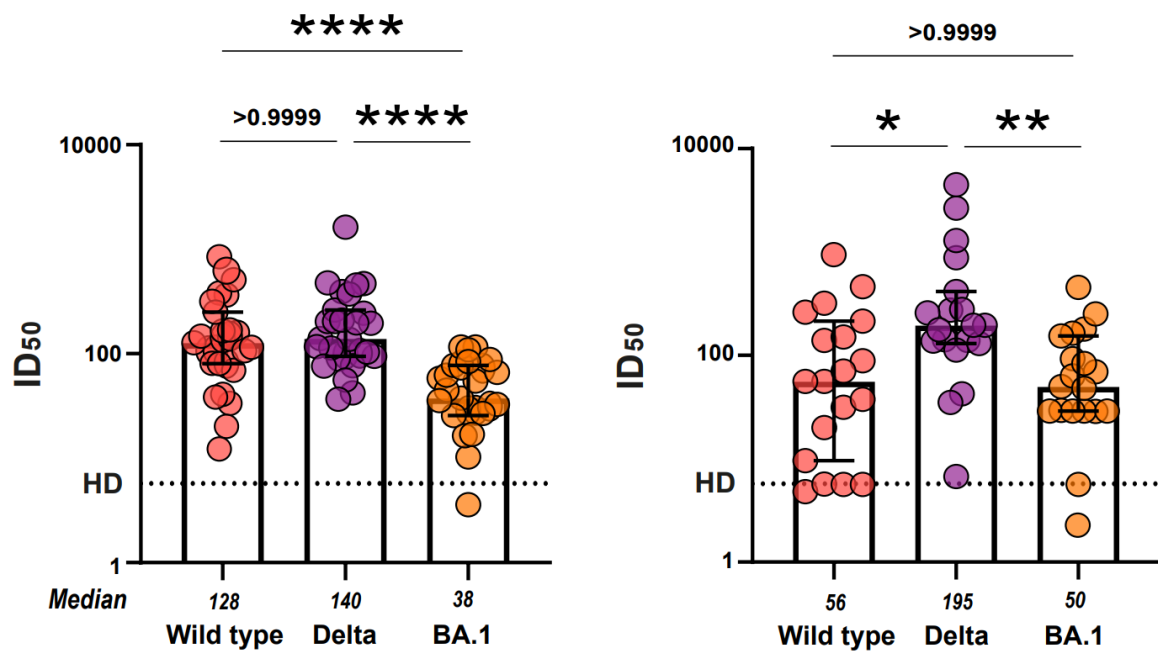 ****
>0.9999
****
10000
100
HD
1
ID50
Median
128
140
38
Wild type
Delta
BA.1
>0.9999
*
**
10000
100
HD
1
ID50
56
195
50
Wild type
Delta
BA.1